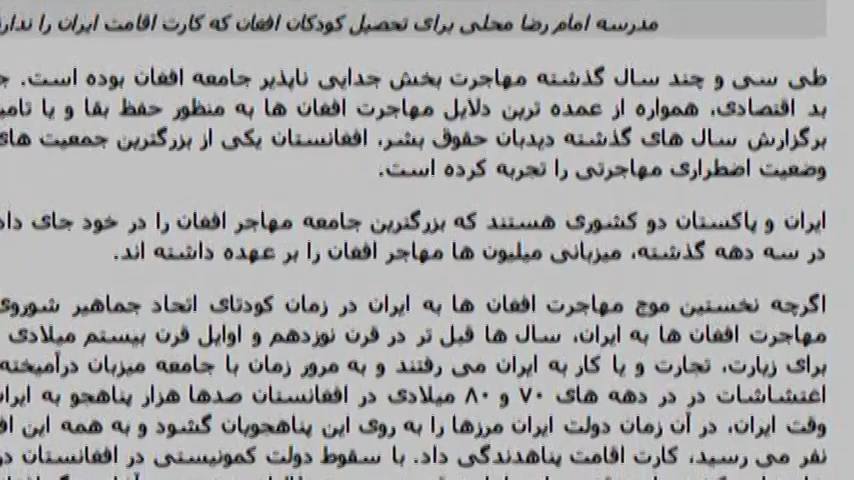 مدرسه امام رضا محلی برای تحصیل کودکان افغان که کارت اقامت ایران را
طی سی و چند سال گذشته مهاجرت بخش جدایی ناپذیر جامعه افغان بوده است.
بد اقتصادی، همواره از عمده ترین دلایل مهاجرت افغان ها به منظور حفظ بقا و یا
برگزارش سال های گذشته دیدبان حقوق بشر، افغانستان یکی از بزرگترین جمعیت های
وضعیت اضطراری مهاجرتی را تجربه کرده است.
ایران و پاکستان دو کشوری هستند که بزرگترین جامعه مهاجر افغان را در خود جای
در سه دهه گذشته، میزبانی میلیون ها مهاجر افغان را بر عهده داشته اند.
اگرچه نخستین موج مهاجرت افغان ها به ایران در زمان کودتای اتحاد جماهیر شوروی
مهاجرت افغان ها به ایران، سال ها قبل تر در قرن نوزدهم و اوایل قرن بیستم میلادی
برای زیارت، تجارت و یا کار به ایران می رفتند و به مرور زمان با جامعه میزبان درآمیخته
اغتشاشات در در دهه های ۷۰ و ۸۰ میلادی در افغانستان صدها هزار پناهجو به
وقت ایران، در آن زمان دولت ایران مرزها را به روی این پناهجویان گشود و به همه این
نفر می رسید، کارت اقامت پناهندگی داد. با سقوط دولت کمونیستی در افغانستان